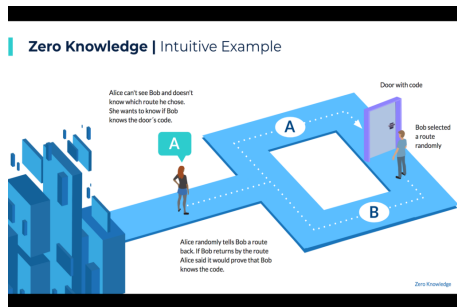 Zero Knowledge | Intuitive Example
Alice can't see Bob and doesn't
know which route he chose.
She wants to know if Bob
knows the door´s code.
A
Door with code
A
Bob selected
a route
randomly
B
Alice randomly tells Bob a route
back. If Bob returns by the route
Alice said it would prove that Bob
knows the code.
Zero Knowledge